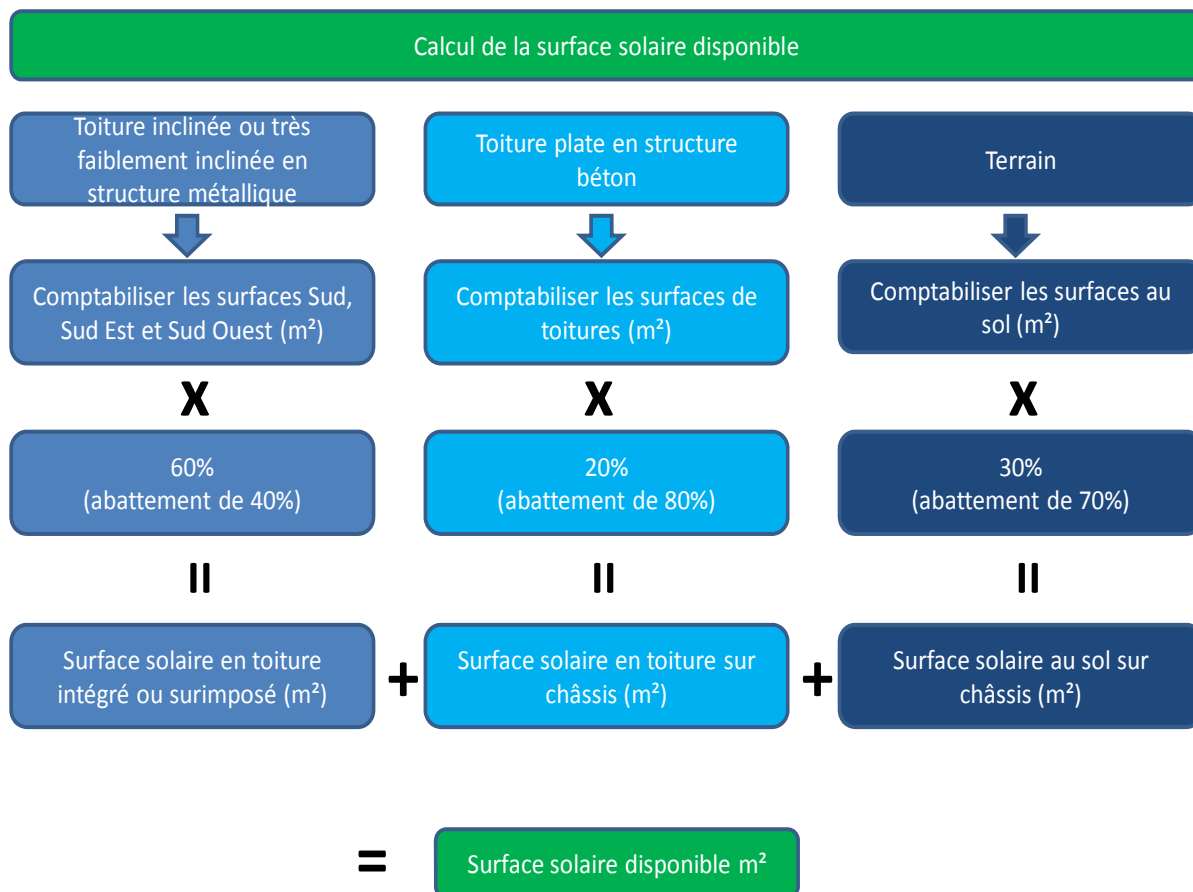 Calcul de la surface solaire disponible
Toiture inclinée ou très
faiblement inclinée en
structure métallique
Toiture plate en structure
béton
Terrain
Comptabiliser les surfaces Sud,
Sud Est et Sud Ouest (m²)
Comptabiliser les surfaces de
toitures (m²)
Comptabiliser les surfaces au
sol (m²)
X
X
X
60%
(abattement de 40%)
20%
(abattement de 80%)
30%
(abattement de 70%)
=
=
=
Surface solaire en toiture
intégré ou surimposé (m²)
+
Surface solaire en toiture sur
châssis (m²)
+
Surface solaire au sol sur
châssis (m²)
=
Surface solaire disponible m²